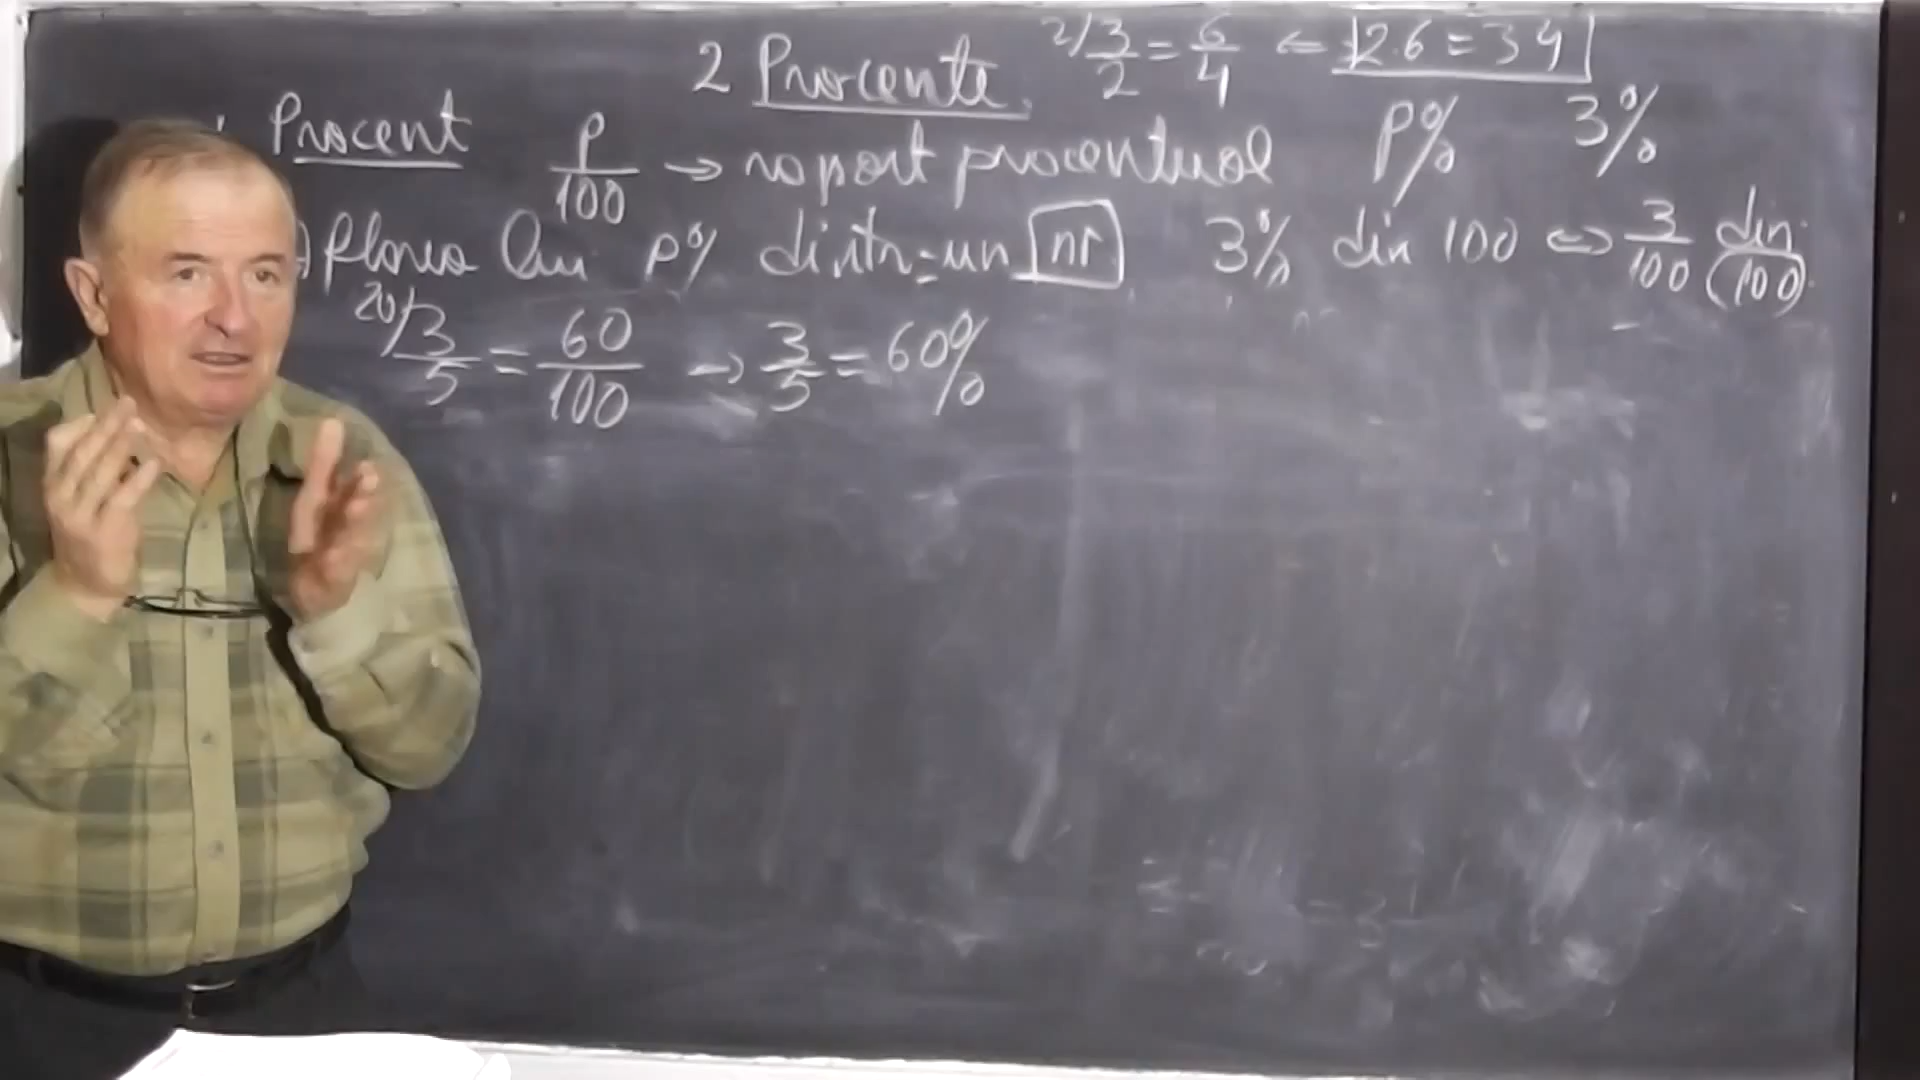 2 Procente. 2/ 3/2 = 6/4 ⇐ 12.6 = 3 4
Procent p/100 → raport procentual p% 3%
) Aflarea lui p% dintr-un nr 3% din 100 ⇔ 3/100 din (100)
20/ 3/5 = 60/100 → 3/5 = 60%